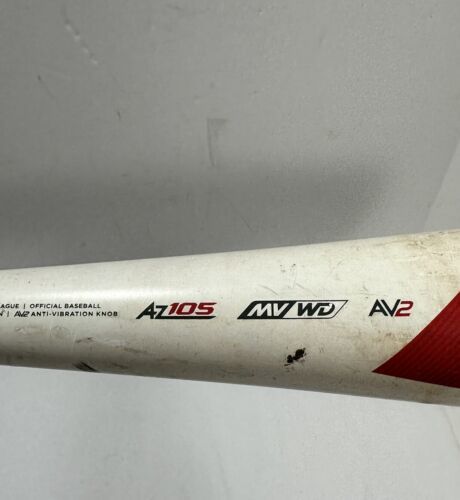 AGUE | OFFICIAL BASEBALL
N | AV2 ANTI-VIBRATION KNOB
AZ105
MV WD
AV2